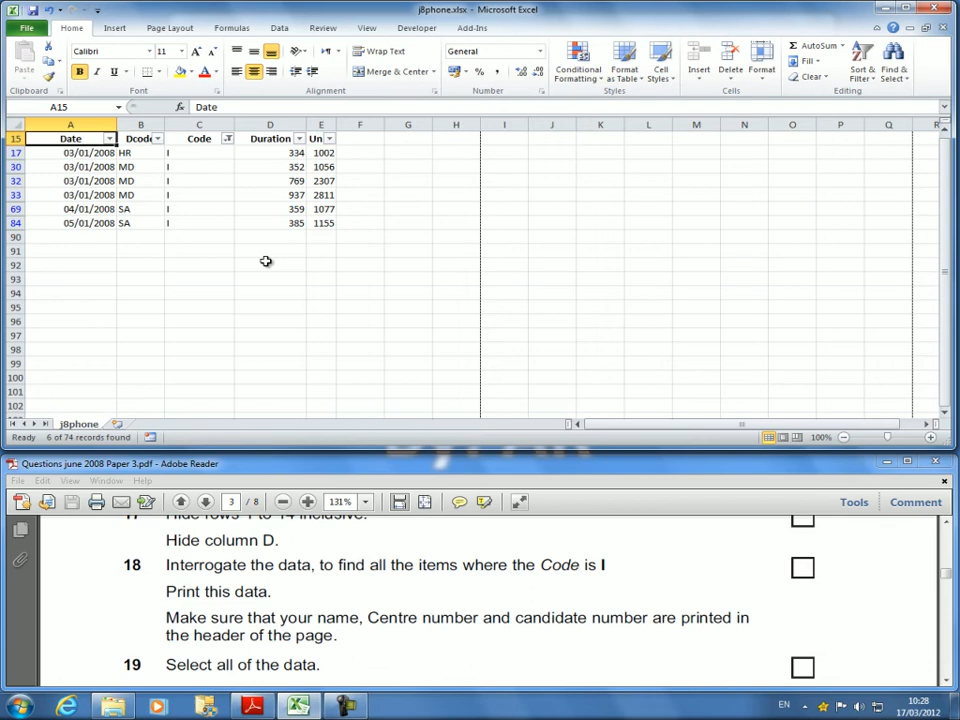 j8phone.xlsx - Microsoft Excel
File Home Insert Page Layout Formulas Data Review View Developer Add-Ins
Paste Calibri 11 A A Wrap Text General Conditional Formatting Format as Table Cell Styles Insert Delete Format AutoSum Fill Clear Sort & Filter Find & Select
B I U Merge & Center % ,
Clipboard Font Alignment Number Styles Cells Editing
A15 fx Date
A B C D E F G H I J K L M N O P Q R
15 Date Dcode Code Duration Un
17 03/01/2008 HR I 334 1002
30 03/01/2008 MD I 352 1056
32 03/01/2008 MD I 769 2307
33 03/01/2008 MD I 937 2811
69 04/01/2008 SA I 359 1077
84 05/01/2008 SA I 385 1155
90
91
92
93
94
95
96
97
98
99
100
101
102
j8phone
Ready 6 of 74 records found 100%
Questions june 2008 Paper 3.pdf - Adobe Reader
File Edit View Window Help
3 / 8 131% Tools Comment
17 Hide rows 1 to 14 inclusive.
Hide column D.
18 Interrogate the data, to find all the items where the Code is I
Print this data.
Make sure that your name, Centre number and candidate number are printed in
the header of the page.
19 Select all of the data.
EN 10:28
17/03/2012